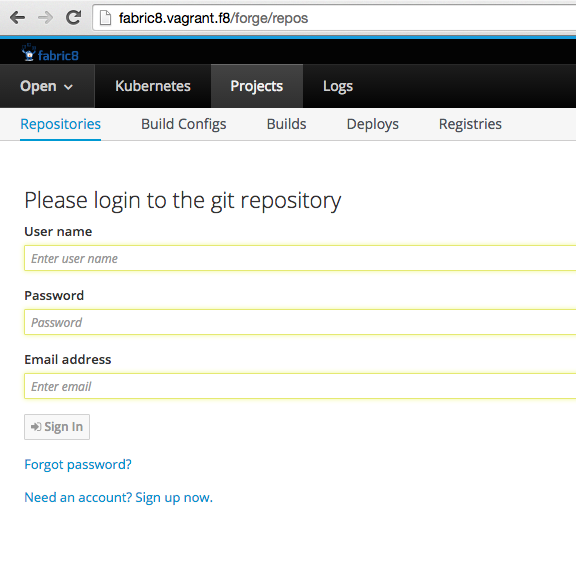 fabric8.vagrant.f8/forge/repos
fabric8
Open Kubernetes Projects Logs
Repositories Build Configs Builds Deploys Registries
Please login to the git repository
User name
Enter user name
Password
Password
Email address
Enter email
Sign In
Forgot password?
Need an account? Sign up now.